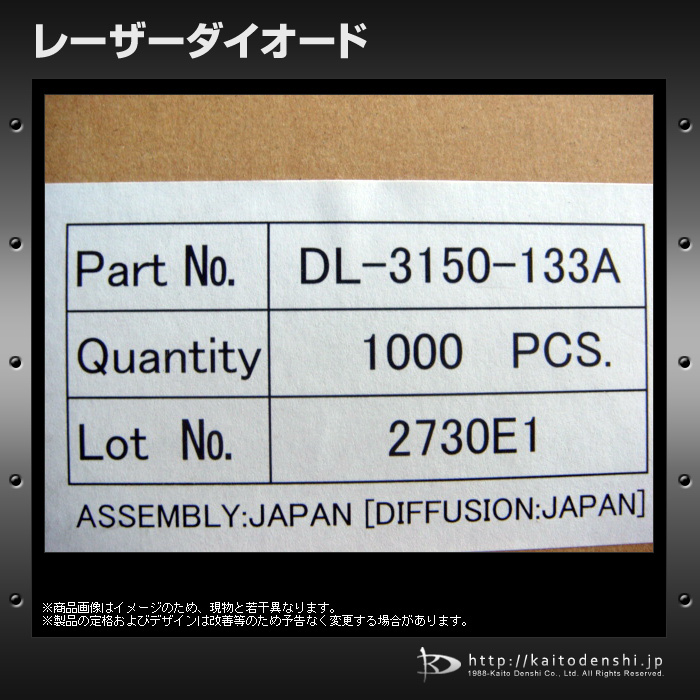 レーザーダイオード
Part No. DL-3150-133A
Quantity 1000 PCS.
Lot No. 2730E1
ASSEMBLY:JAPAN [DIFFUSION:JAPAN]
※商品画像はイメージのため、現物と若干異なります。
※製品の定格およびデザインは改善等のため予告なく変更する場合があります。
http://kaitodenshi.jp
1988-Kaito Denshi Co., Ltd. All Rights Reserved.